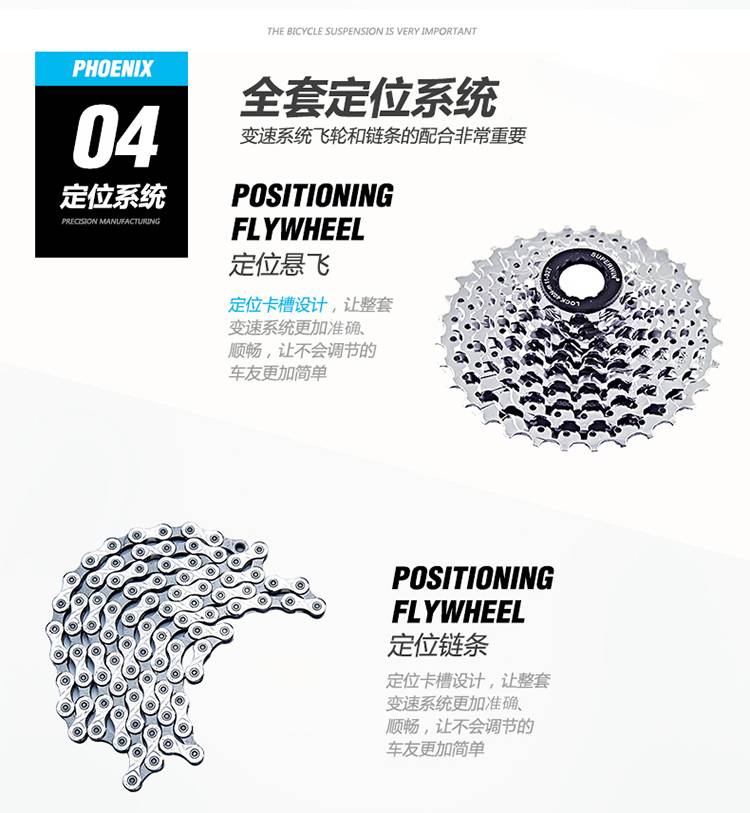 THE BICYCLE SUSPENSION IS VERY IMPORTANT
PHOENIX
04
定位系统
PRECISION MANUFACTURING
全套定位系统
变速系统飞轮和链条的配合非常重要
POSITIONING
FLYWHEEL
定位悬飞
定位卡槽设计，让整套
变速系统更加准确、
顺畅，让不会调节的
车友更加简单
SUPERWIN
LOCK
POSITIONING
FLYWHEEL
定位链条
定位卡槽设计，让整套
变速系统更加准确、
顺畅，让不会调节的
车友更加简单